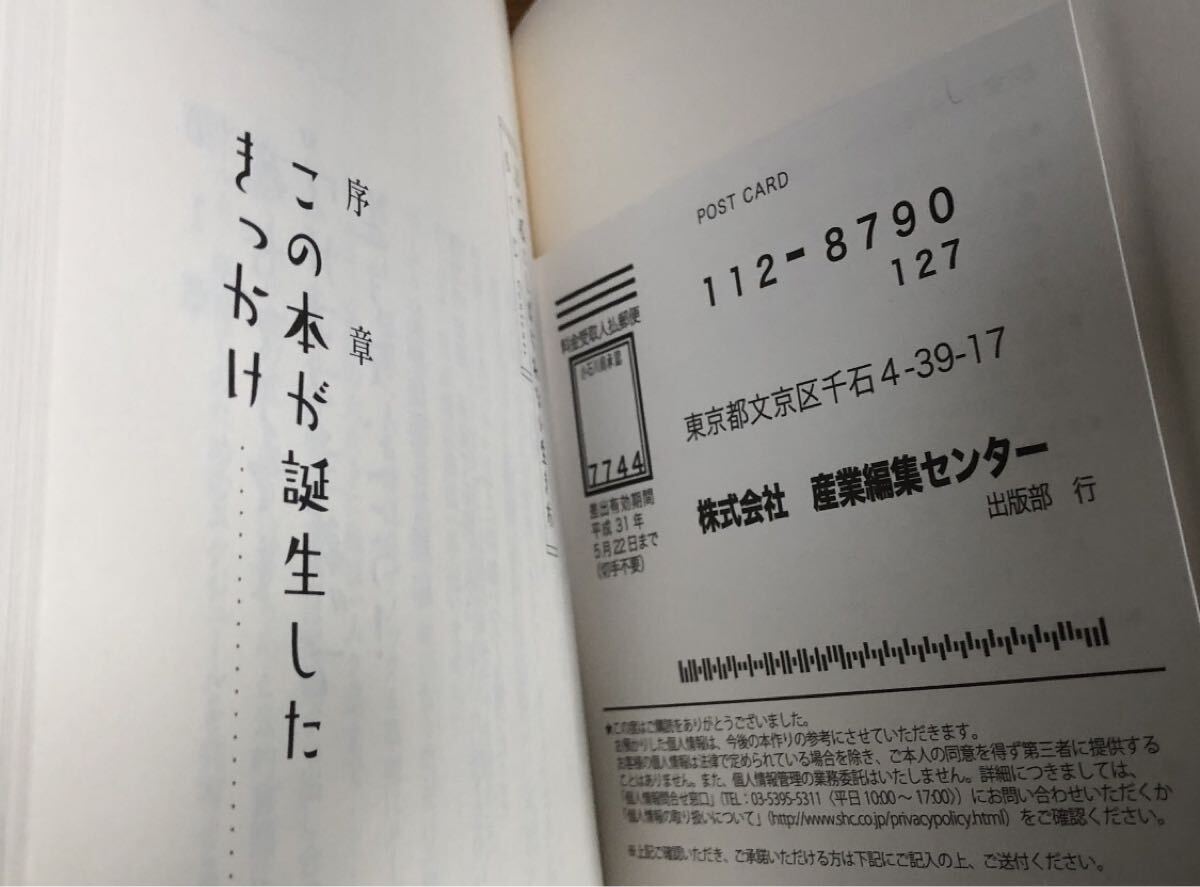 序章
この本が誕生した
きっかけ
POST CARD
112-8790
127
料金受取人払郵便
小石川局承認
7744
差出有効期間
平成31年
5月22日まで
(切手不要)
東京都文京区千石4-39-17
株式会社 産業編集センター
出版部 行
★この度はご購読をありがとうございました。
お預かりした個人情報は、今後の本作りの参考にさせていただきます。
お客様の個人情報は法律で定められている場合を除き、ご本人の同意を得ず第三者に提供する
ことはありません。また、個人情報管理の業務委託はいたしません。詳細につきましては、
「個人情報問合せ窓口」(TEL:03-5395-5311〈平日10:00〜17:00〉)にお問い合わせいただくか
「個人情報の取り扱いについて」(http://www.shc.co.jp/privacypolicy.html)をご確認ください。
※上記ご確認いただき、ご承諾いただける方は下記にご記入の上、ご送付ください。